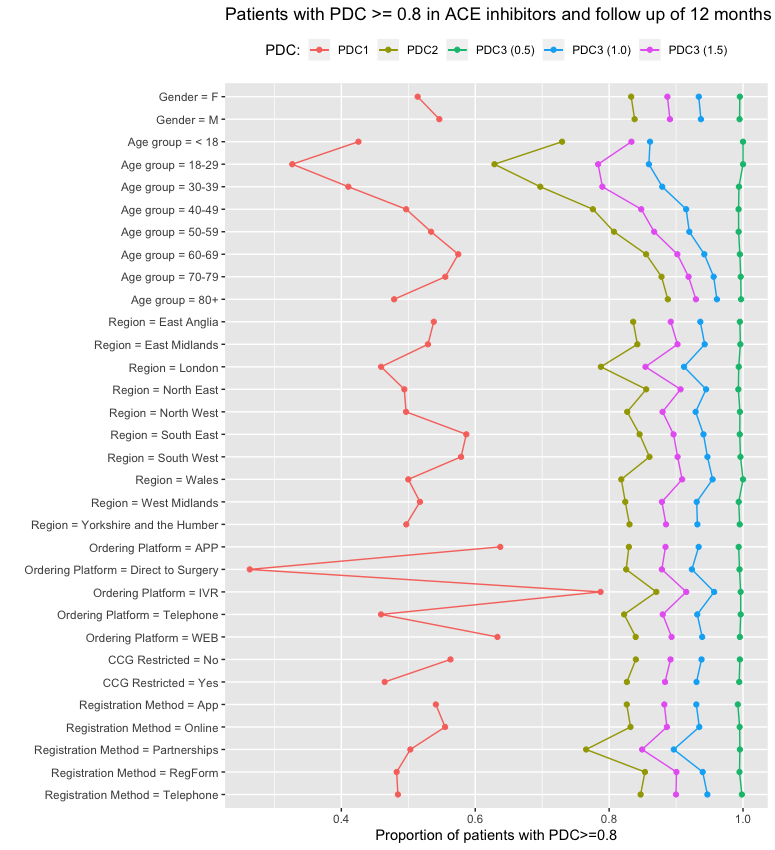 Patients with PDC >= 0.8 in ACE inhibitors and follow up of 12 months
PDC: PDC1 PDC2 PDC3 (0.5) PDC3 (1.0) PDC3 (1.5)
Gender = F
Gender = M
Age group = < 18
Age group = 18-29
Age group = 30-39
Age group = 40-49
Age group = 50-59
Age group = 60-69
Age group = 70-79
Age group = 80+
Region = East Anglia
Region = East Midlands
Region = London
Region = North East
Region = North West
Region = South East
Region = South West
Region = Wales
Region = West Midlands
Region = Yorkshire and the Humber
Ordering Platform = APP
Ordering Platform = Direct to Surgery
Ordering Platform = IVR
Ordering Platform = Telephone
Ordering Platform = WEB
CCG Restricted = No
CCG Restricted = Yes
Registration Method = App
Registration Method = Online
Registration Method = Partnerships
Registration Method = RegForm
Registration Method = Telephone
0.4 0.6 0.8 1.0
Proportion of patients with PDC>=0.8